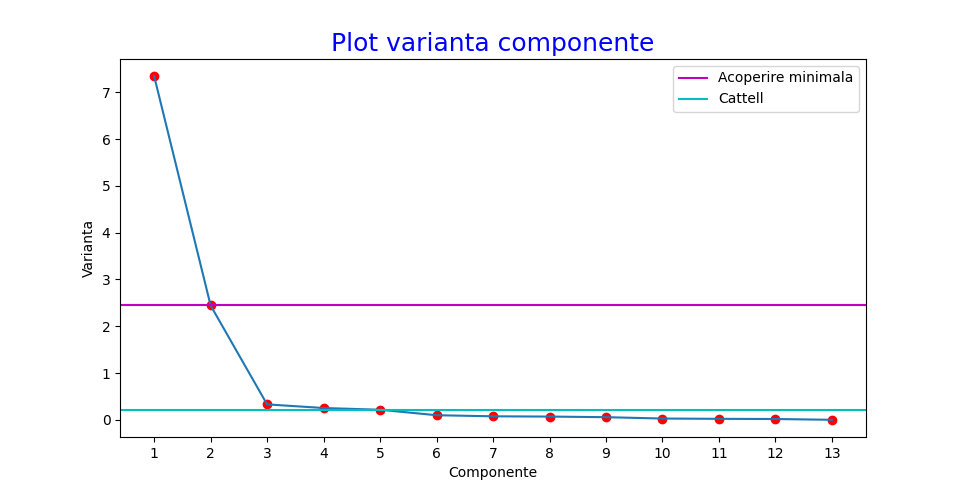 Plot varianta componente
Acoperire minimala
Cattell
7
6
5
4
3
2
1
0
Varianta
1 2 3 4 5 6 7 8 9 10 11 12 13
Componente